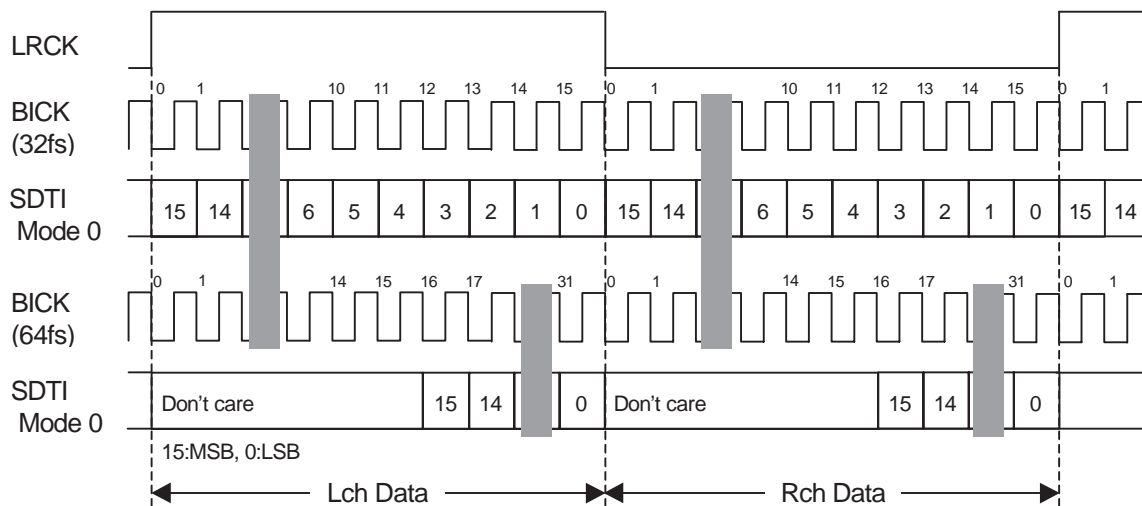 LRCK
0 1 10 11 12 13 14 15 0 1 10 11 12 13 14 15 0 1
BICK
(32fs)
SDTI
Mode 0
15 14 6 5 4 3 2 1 0 15 14 6 5 4 3 2 1 0 15 14
0 1 14 15 16 17 31 0 1 14 15 16 17 31 0 1
BICK
(64fs)
SDTI
Mode 0
Don't care 15 14 0 Don't care 15 14 0
15:MSB, 0:LSB
Lch Data Rch Data